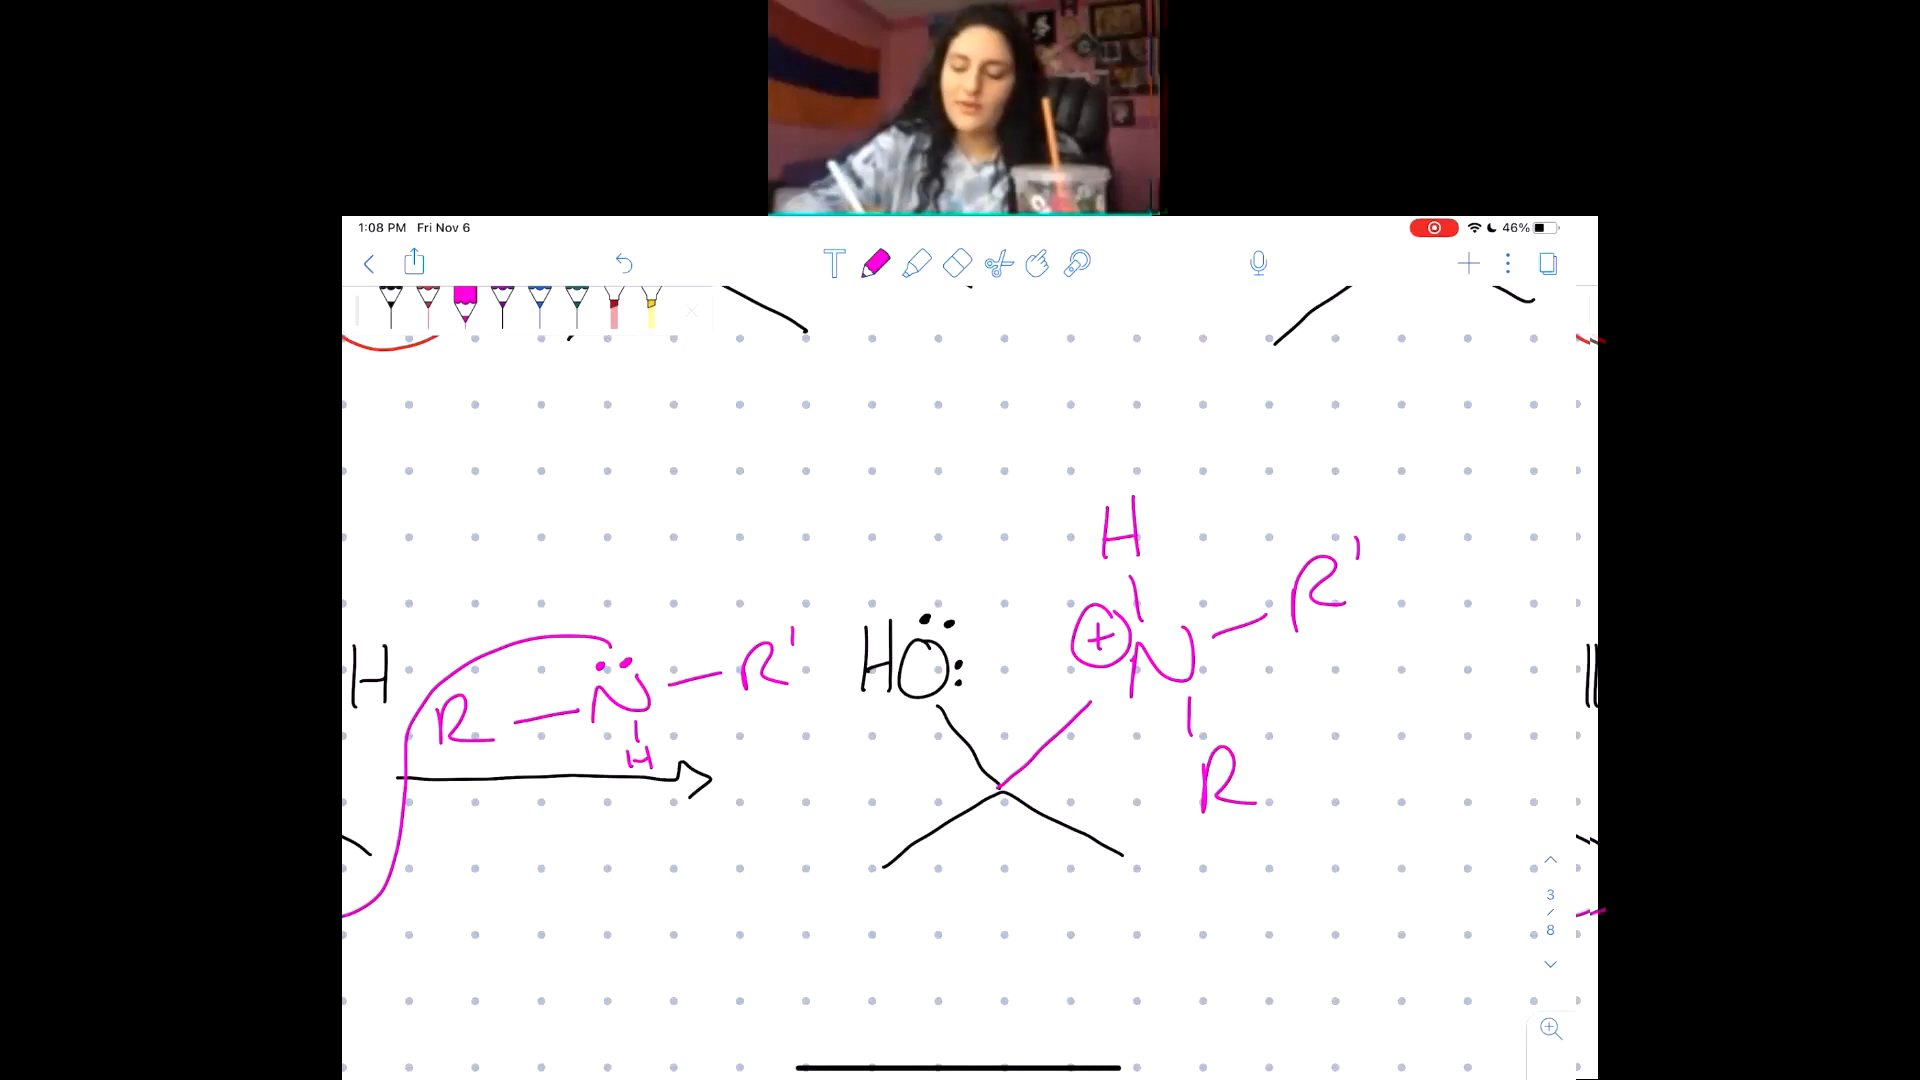 1:08 PM Fri Nov 6
46%
T
H
R'
HO:
+
N
R
H
R — N — R'
H
3
/
8